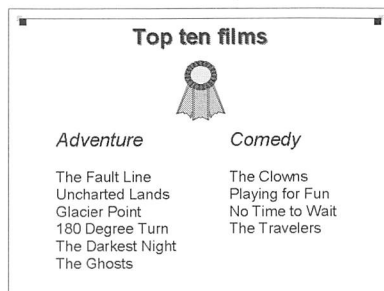 Top ten films
Adventure
The Fault Line
Uncharted Lands
Glacier Point
180 Degree Turn
The Darkest Night
The Ghosts
Comedy
The Clowns
Playing for Fun
No Time to Wait
The Travelers